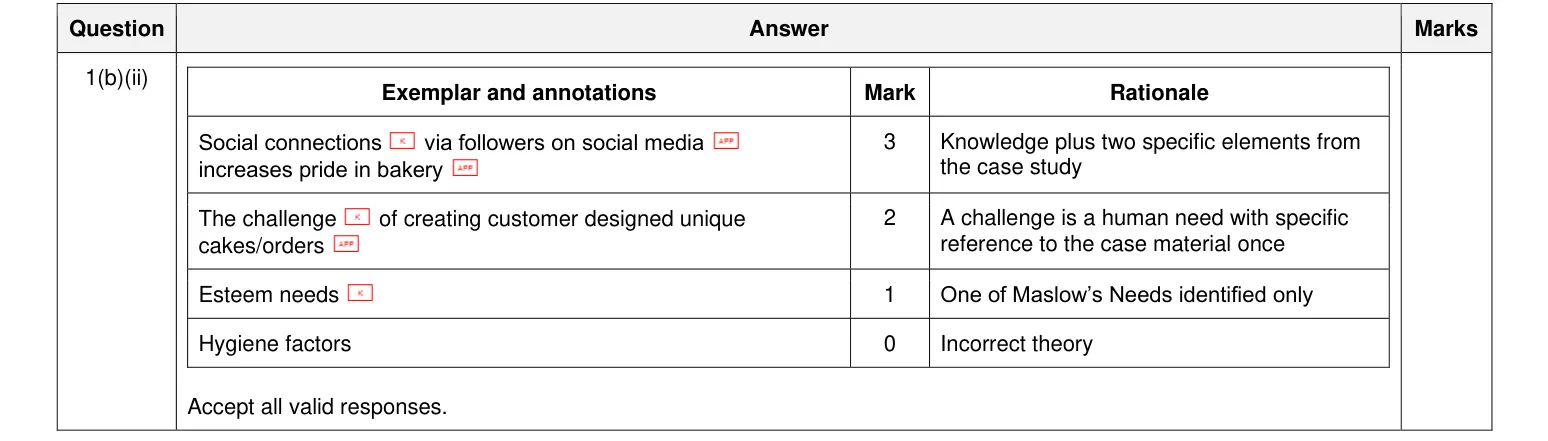 Question Answer Marks
1(b)(ii)
Exemplar and annotations Mark Rationale
Social connections K via followers on social media APP 3 Knowledge plus two specific elements from
increases pride in bakery APP the case study
The challenge K of creating customer designed unique 2 A challenge is a human need with specific
cakes/orders APP reference to the case material once
Esteem needs K 1 One of Maslow’s Needs identified only
Hygiene factors 0 Incorrect theory
Accept all valid responses.